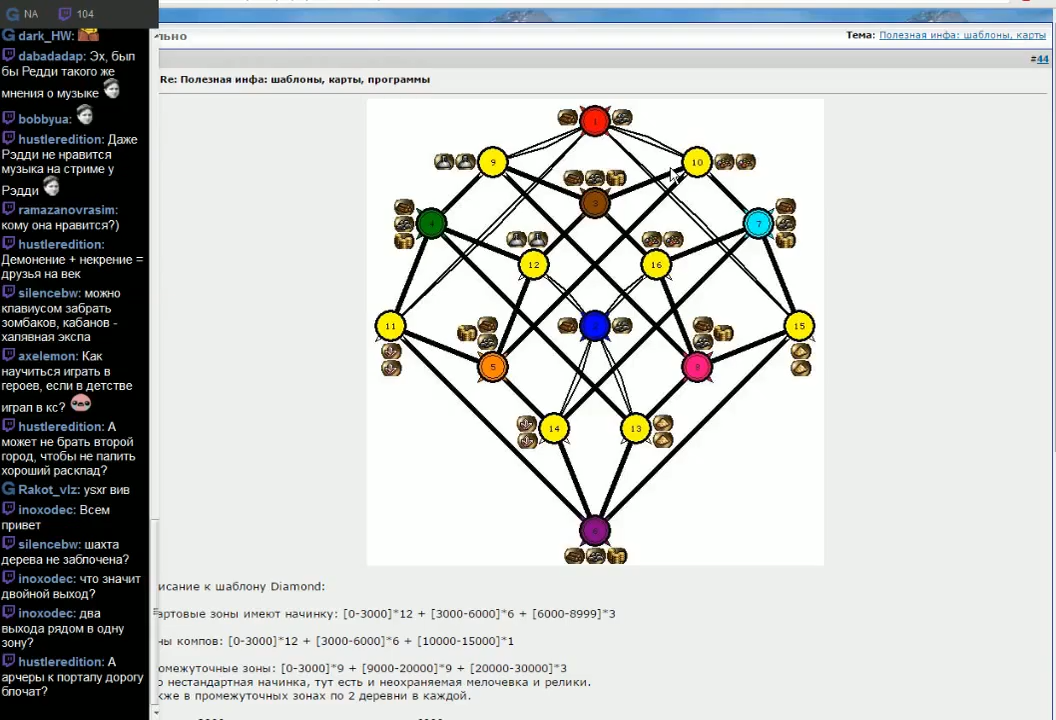 NA 104
dark_HW:
dabadadap: Эх, был
бы Редди такого же
мнения о музыке
bobbyua:
hustleredition: Даже
Рэдди не нравится
музыка на стриме у
Рэдди
ramazanovrasim:
кому она нравится?)
hustleredition:
Демонение + некрение =
друзья на век
silencebw: можно
клавиусом забрать
зомбаков, кабанов -
халявная экспа
axelemon: Как
научиться играть в
героев, если в детстве
играл в кс?
hustleredition: А
может не брать второй
город, чтобы не палить
хороший расклад?
Rakot_vlz: ysxr вив
inoxodec: Всем
привет
silencebw: шахта
дерева не заблочена?
inoxodec: что значит
двойной выход?
inoxodec: два
выхода рядом в одну
зону?
hustleredition: А
арчеры к порталу дорогу
блочат?
льно
Тема: Полезная инфа: шаблоны, карты
#44
Re: Полезная инфа: шаблоны, карты, программы
1
9
10
3
4
7
12
16
11
2
15
5
8
14
13
6
исание к шаблону Diamond:
артовые зоны имеют начинку: [0-3000]*12 + [3000-6000]*6 + [6000-8999]*3
ны компов: [0-3000]*12 + [3000-6000]*6 + [10000-15000]*1
омежуточные зоны: [0-3000]*9 + [9000-20000]*9 + [20000-30000]*3
о нестандартная начинка, тут есть и неохраняемая мелочевка и релики.
кже в промежуточных зонах по 2 деревни в каждой.